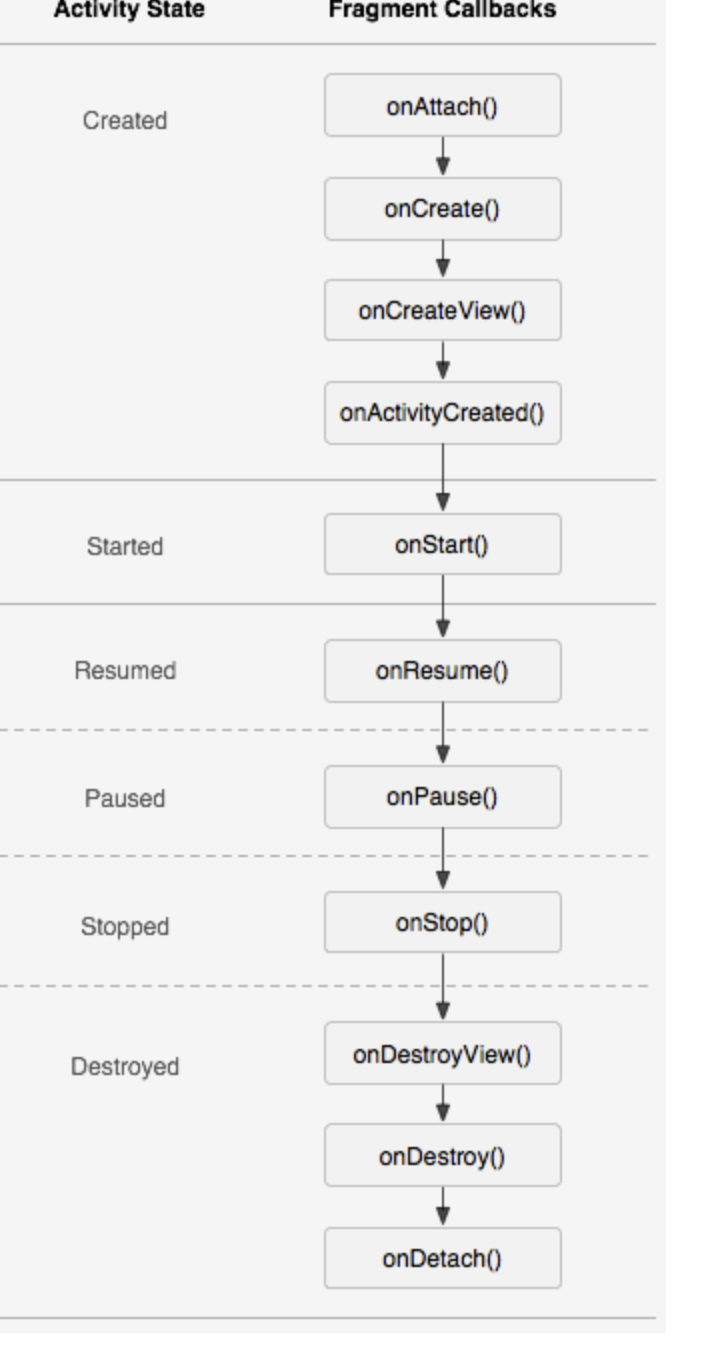 Activity State Fragment Callbacks
Created onAttach()
onCreate()
onCreateView()
onActivityCreated()
Started onStart()
Resumed onResume()
Paused onPause()
Stopped onStop()
Destroyed onDestroyView()
onDestroy()
onDetach()